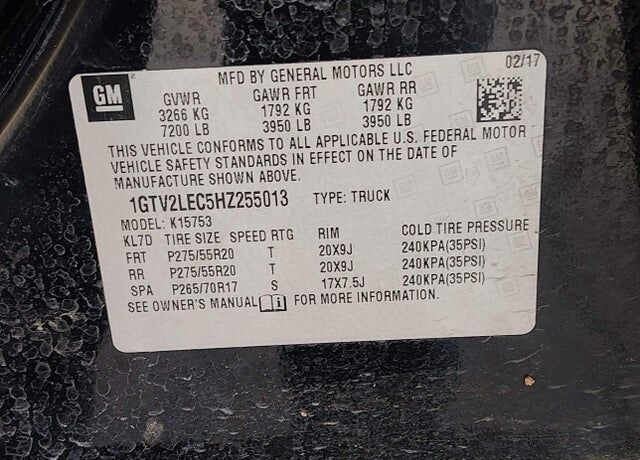 MFD BY GENERAL MOTORS LLC 02/17
GM
GVWR GAWR FRT GAWR RR
3266 KG 1792 KG 1792 KG
7200 LB 3950 LB 3950 LB
THIS VEHICLE CONFORMS TO ALL APPLICABLE U.S. FEDERAL MOTOR
VEHICLE SAFETY STANDARDS IN EFFECT ON THE DATE OF
MANUFACTURE SHOWN ABOVE.
1GTV2LEC5HZ255013 TYPE: TRUCK
MODEL: K15753
KL7D TIRE SIZE SPEED RTG RIM COLD TIRE PRESSURE
FRT P275/55R20 T 20X9J 240KPA(35PSI)
RR P275/55R20 T 20X9J 240KPA(35PSI)
SPA P265/70R17 S 17X7.5J 240KPA(35PSI)
SEE OWNER'S MANUAL i FOR MORE INFORMATION.